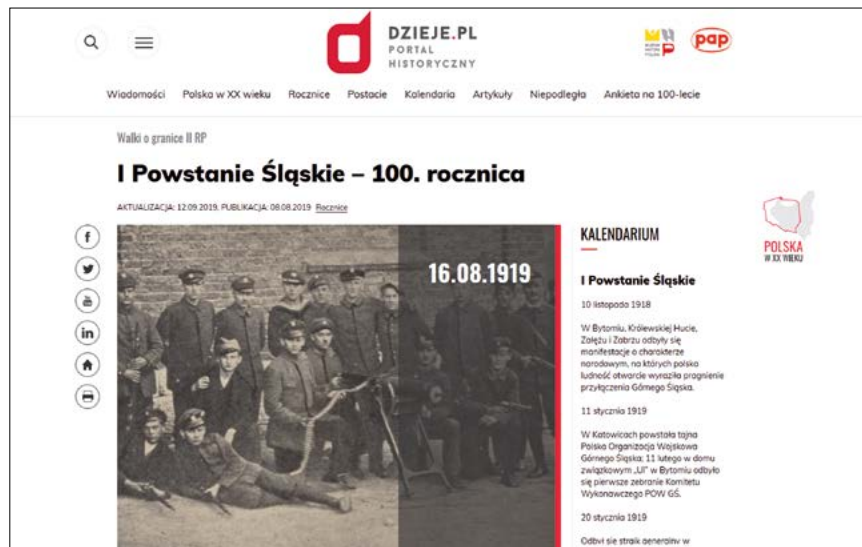 DZIEJE.PL
PORTAL
HISTORYCZNY
pap
Wiadomości Polska w XX wieku Rocznice Postacie Kalendaria Artykuły Niepodległa Ankieta na 100-lecie
Walki o granice II RP
I Powstanie Śląskie – 100. rocznica
AKTUALIZACJA: 12.09.2019, PUBLIKACJA: 08.08.2019 Rocznice
16.08.1919
KALENDARIUM
I Powstanie Śląskie
10 listopada 1918
W Bytomiu, Królewskiej Hucie,
Załężu i Zabrzu odbyły się
manifestacje o charakterze
narodowym, na których polska
ludność otwarcie wyraziła pragnienie
przyłączenia Górnego Śląska.
11 stycznia 1919
W Katowicach powstała tajna
Polska Organizacja Wojskowa
Górnego Śląska; 11 lutego w domu
związkowym „Ul” w Bytomiu odbyło
się pierwsze zebranie Komitetu
Wykonawczego POW GŚ.
20 stycznia 1919
Odbył się strajk generalny w
POLSKA
W XX WIEKU